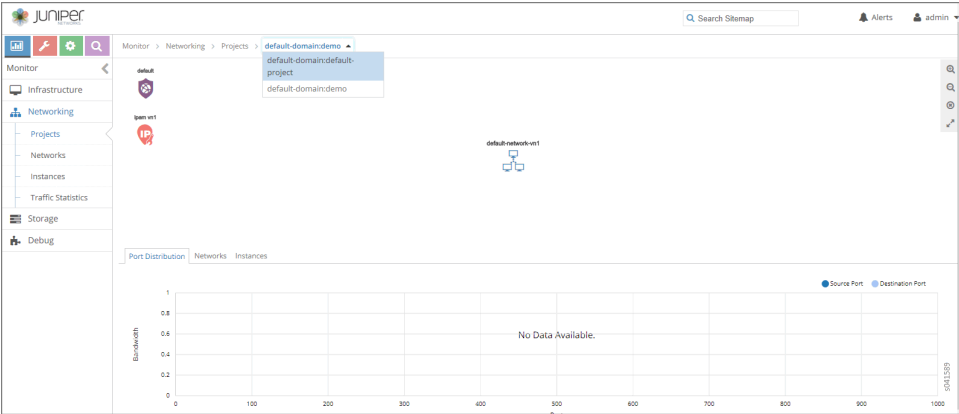 JUNIPER
NETWORKS
Search Sitemap
Alerts
admin
Monitor > Networking > Projects > default-domain:demo
default-domain:default-
project
default-domain:demo
Monitor
Infrastructure
Networking
Projects
Networks
Instances
Traffic Statistics
Storage
Debug
default
ipam vn1
IP
default-network-vn1
Port Distribution Networks Instances
Source Port Destination Port
Bandwidth
1
0.8
0.6
0.4
0.2
0
No Data Available.
0 100 200 300 400 500 600 700 800 900 1000
s041589